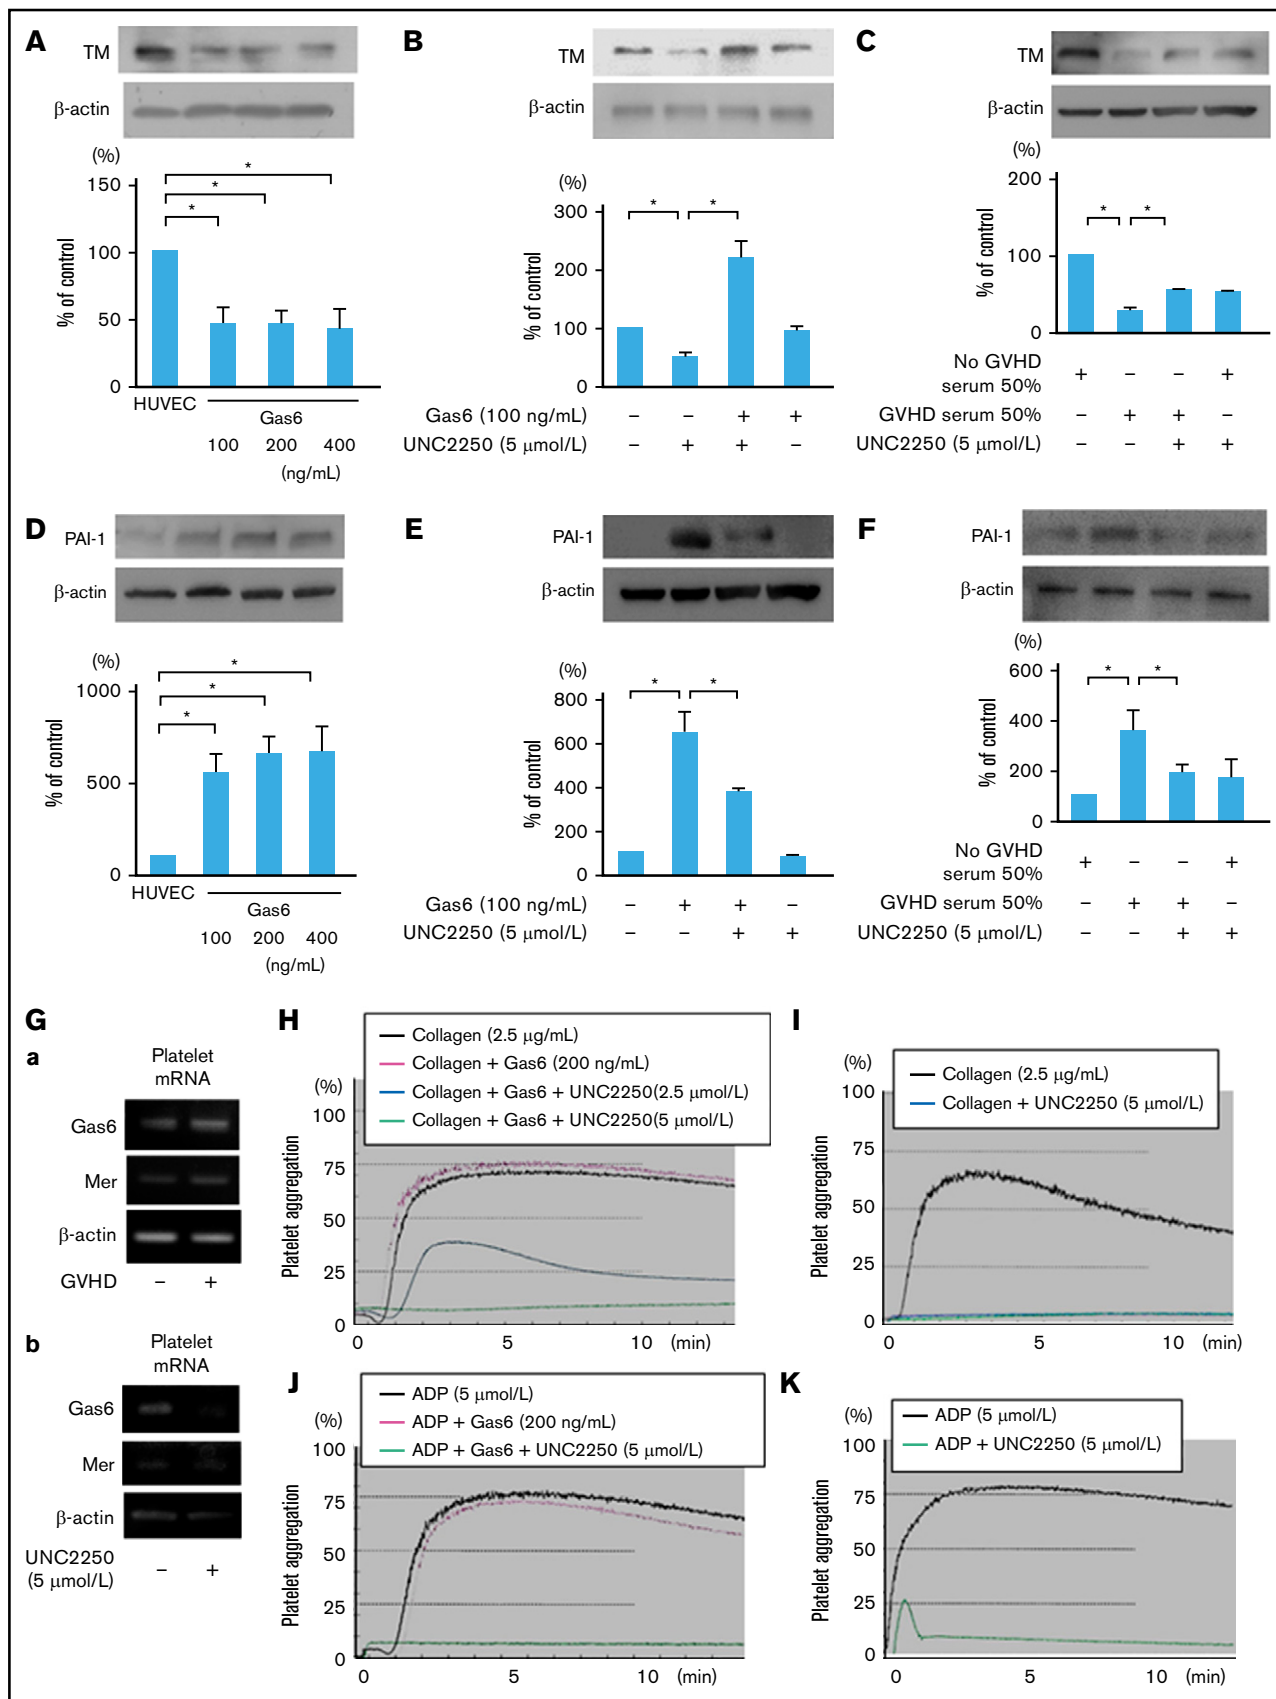 A
TM
β-actin
(%)
150
100
50
0
% of control
*
*
*
HUVEC
Gas6
100 200 400
(ng/mL)
B
TM
β-actin
(%)
300
200
100
0
% of control
* *
Gas6 (100 ng/mL) – – + +
UNC2250 (5 μmol/L) – + + –
C
TM
β-actin
(%)
200
100
0
% of control
* *
No GVHD
serum 50% + – – +
GVHD serum 50% – + + –
UNC2250 (5 μmol/L) – – + +
D
PAI-1
β-actin
(%)
1000
500
0
% of control
*
*
*
HUVEC
Gas6
100 200 400
(ng/mL)
E
PAI-1
β-actin
(%)
800
600
400
200
0
% of control
* *
Gas6 (100 ng/mL) – + + –
UNC2250 (5 μmol/L) – – + +
F
PAI-1
β-actin
(%)
600
400
200
0
% of control
* *
No GVHD
serum 50% + – – +
GVHD serum 50% – + + –
UNC2250 (5 μmol/L) – – + +
G
a
Platelet
mRNA
Gas6
Mer
β-actin
GVHD – +
b
Platelet
mRNA
Gas6
Mer
β-actin
UNC2250
(5 μmol/L) – +
H
Collagen (2.5 μg/mL)
Collagen + Gas6 (200 ng/mL)
Collagen + Gas6 + UNC2250(2.5 μmol/L)
Collagen + Gas6 + UNC2250(5 μmol/L)
(%)
100
75
50
25
0
Platelet aggregation
0 5 10 (min)
I
Collagen (2.5 μg/mL)
Collagen + UNC2250 (5 μmol/L)
(%)
100
75
50
25
0
Platelet aggregation
0 5 10 (min)
J
ADP (5 μmol/L)
ADP + Gas6 (200 ng/mL)
ADP + Gas6 + UNC2250 (5 μmol/L)
(%)
100
75
50
25
0
Platelet aggregation
0 5 10 (min)
K
ADP (5 μmol/L)
ADP + UNC2250 (5 μmol/L)
(%)
100
75
50
25
0
Platelet aggregation
0 5 10 (min)